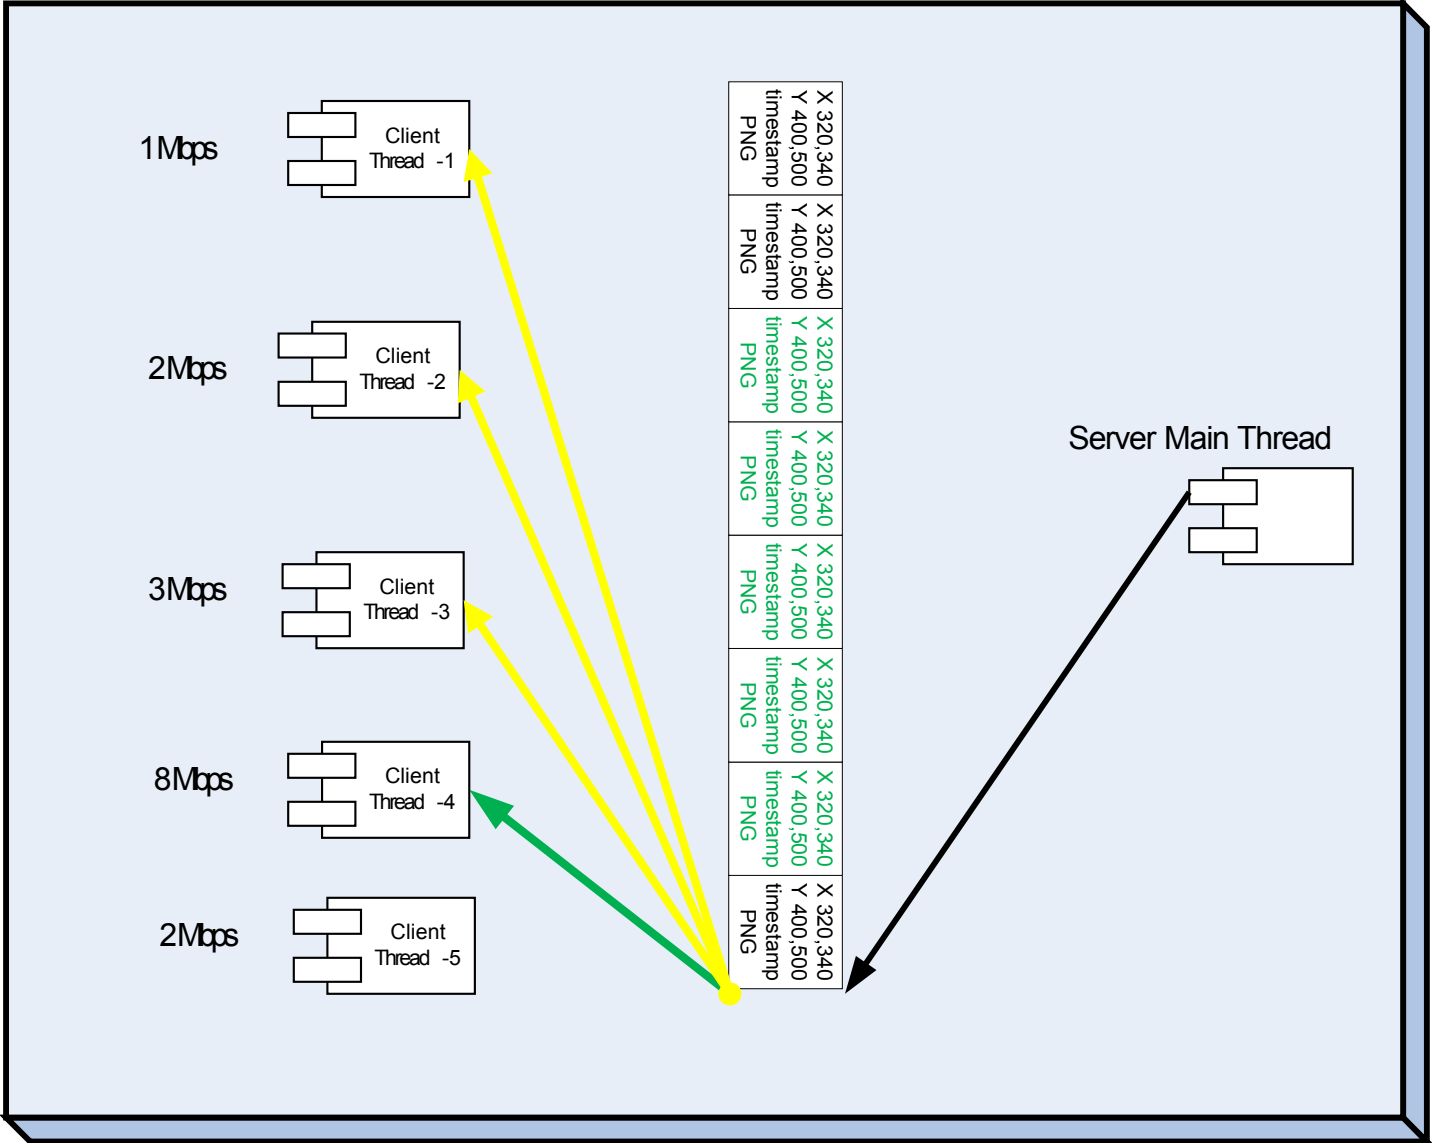 1Mbps
Client
Thread -1
2Mbps
Client
Thread -2
3Mbps
Client
Thread -3
8Mbps
Client
Thread -4
2Mbps
Client
Thread -5
X 320,340
Y 400,500
timestamp
PNG
X 320,340
Y 400,500
timestamp
PNG
X 320,340
Y 400,500
timestamp
PNG
X 320,340
Y 400,500
timestamp
PNG
X 320,340
Y 400,500
timestamp
PNG
X 320,340
Y 400,500
timestamp
PNG
X 320,340
Y 400,500
timestamp
PNG
X 320,340
Y 400,500
timestamp
PNG
Server Main Thread